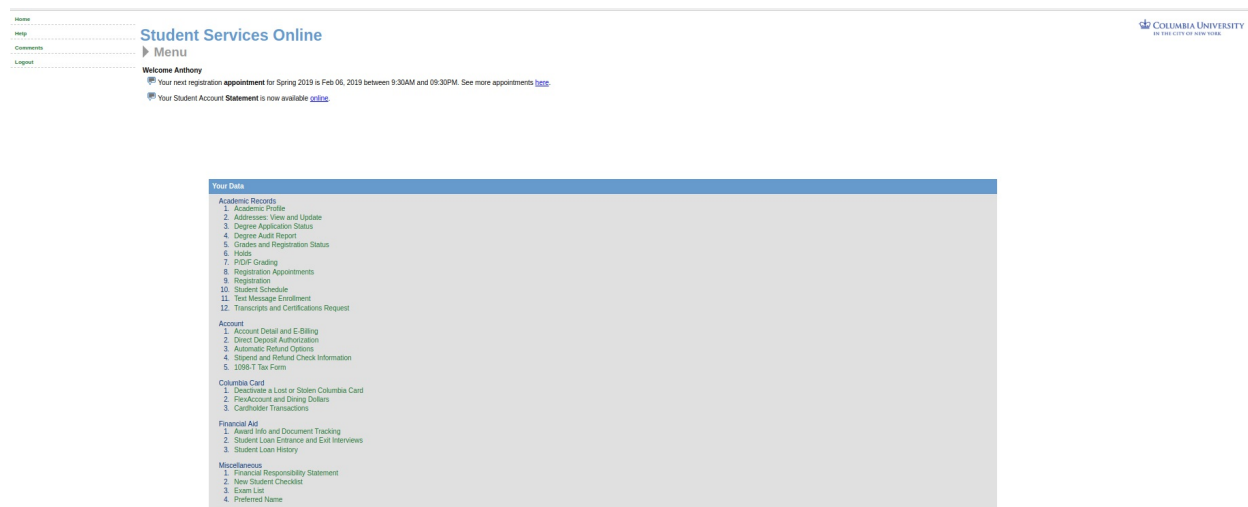 Home
Help
Comments
Logout
Student Services Online
Menu
COLUMBIA UNIVERSITY
IN THE CITY OF NEW YORK
Welcome Anthony
Your next registration appointment for Spring 2019 is Feb 06, 2019 between 9:30AM and 09:30PM. See more appointments here.
Your Student Account Statement is now available online.
Your Data
Academic Records
1. Academic Profile
2. Addresses: View and Update
3. Degree Application Status
4. Degree Audit Report
5. Grades and Registration Status
6. Holds
7. P/D/F Grading
8. Registration Appointments
9. Registration
10. Student Schedule
11. Text Message Enrollment
12. Transcripts and Certifications Request
Account
1. Account Detail and E-Billing
2. Direct Deposit Authorization
3. Automatic Refund Options
4. Stipend and Refund Check Information
5. 1098-T Tax Form
Columbia Card
1. Deactivate a Lost or Stolen Columbia Card
2. FlexAccount and Dining Dollars
3. Cardholder Transactions
Financial Aid
1. Award Info and Document Tracking
2. Student Loan Entrance and Exit Interviews
3. Student Loan History
Miscellaneous
1. Financial Responsibility Statement
2. New Student Checklist
3. Exam List
4. Preferred Name